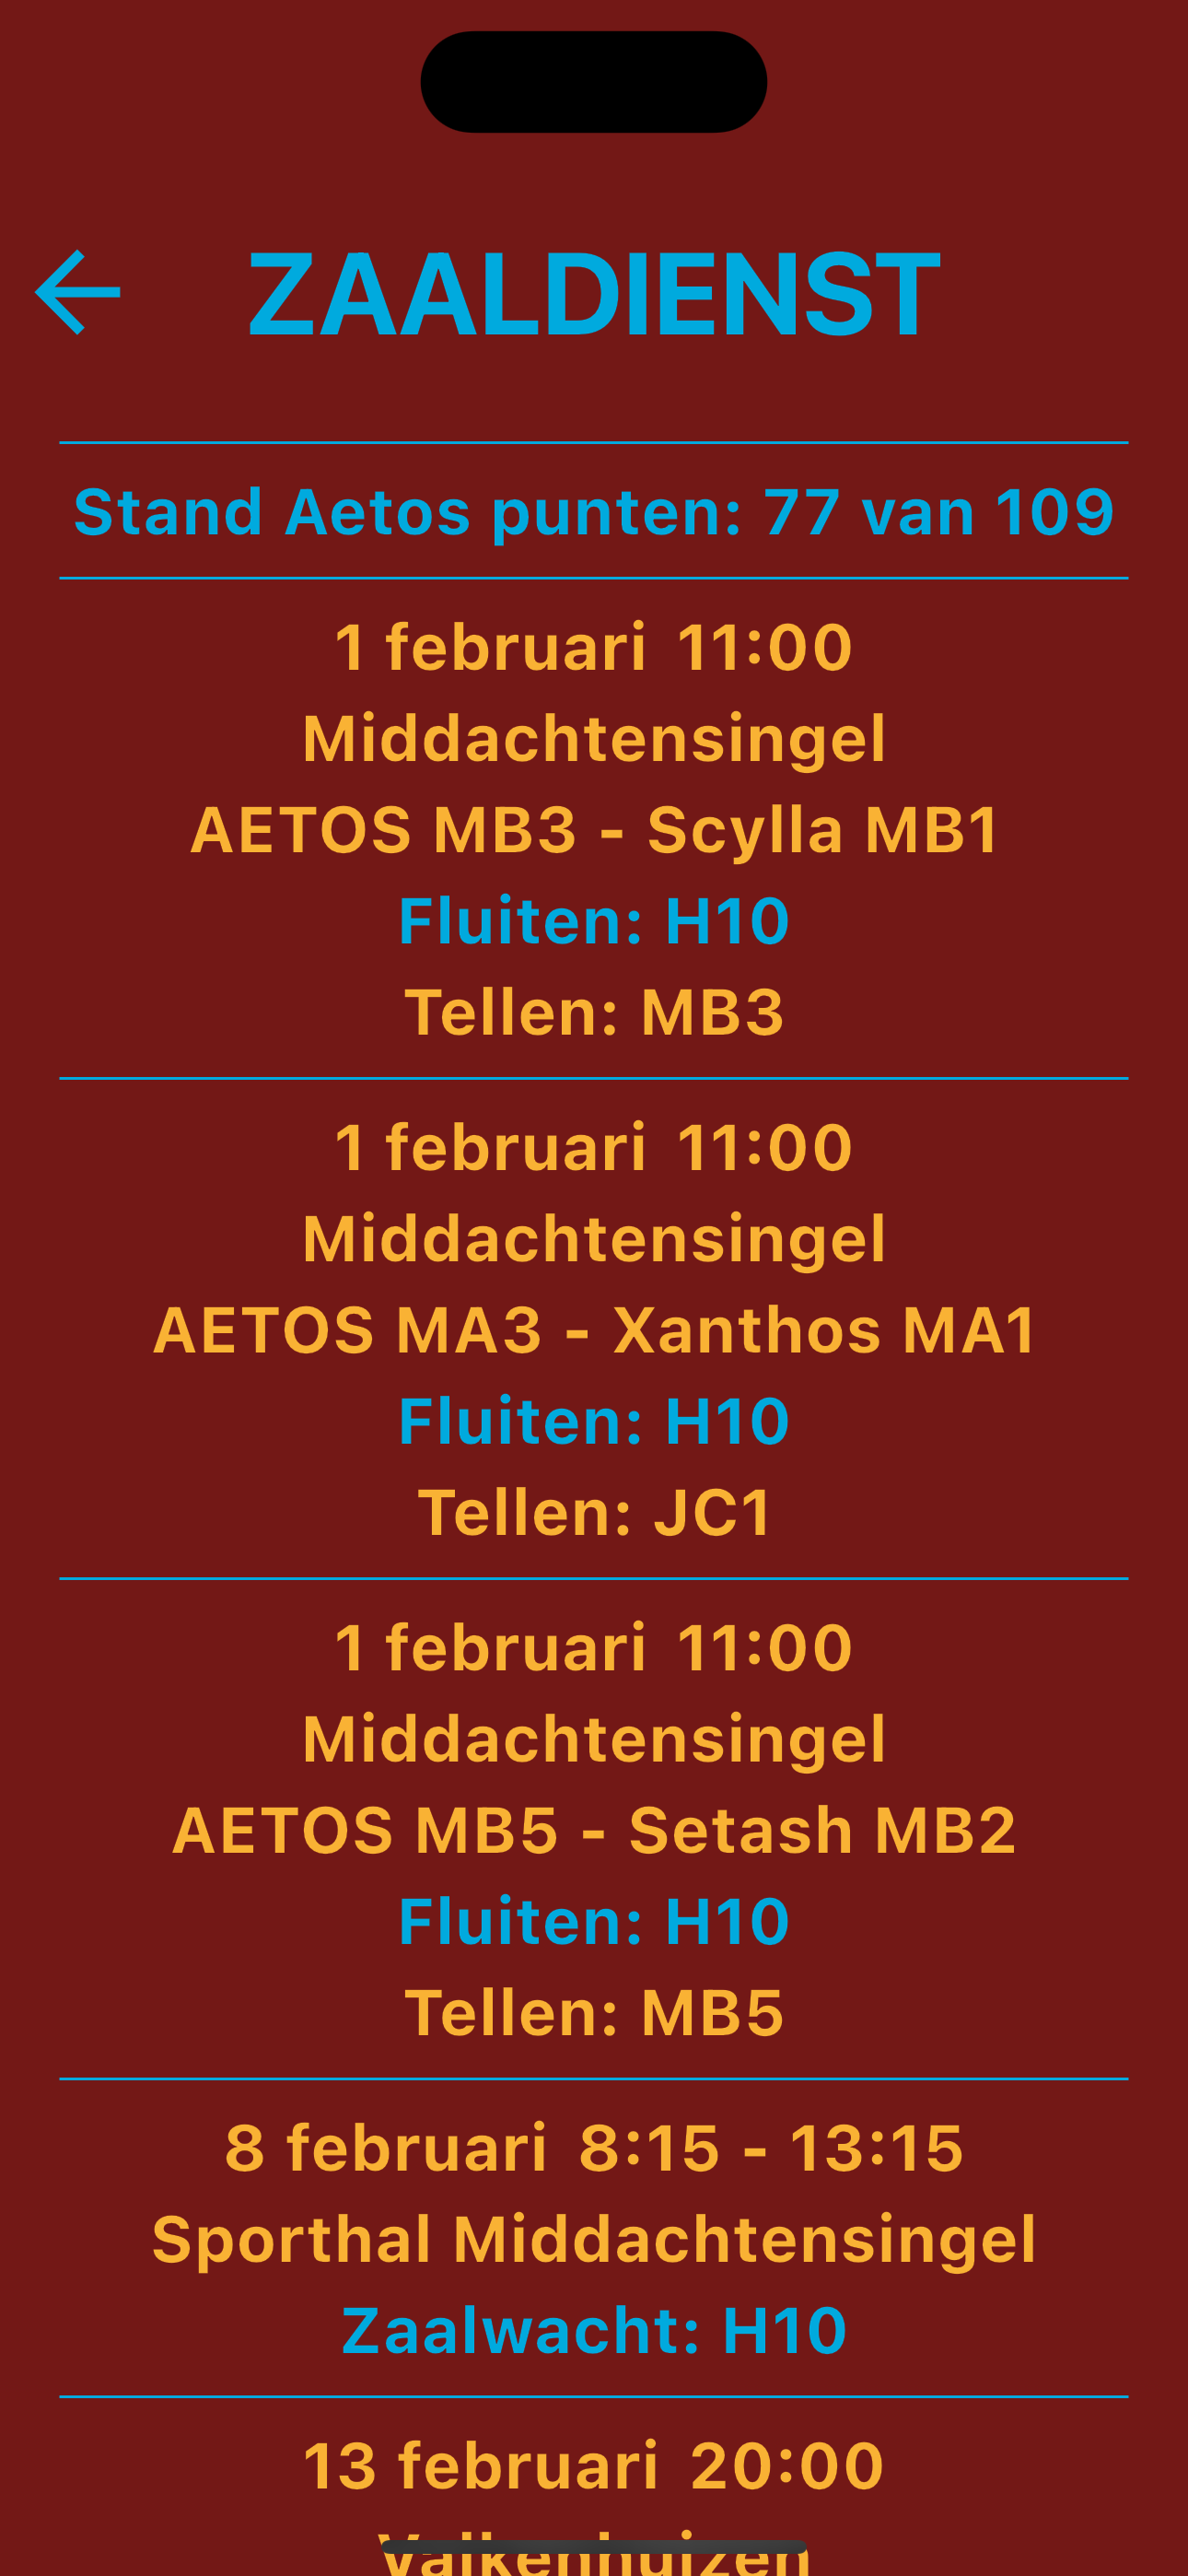 ZAALDIENST
Stand Aetos punten: 77 van 109
1 februari 11:00
Middachtensingel
AETOS MB3 - Scylla MB1
Fluiten: H10
Tellen: MB3
1 februari 11:00
Middachtensingel
AETOS MA3 - Xanthos MA1
Fluiten: H10
Tellen: JC1
1 februari 11:00
Middachtensingel
AETOS MB5 - Setash MB2
Fluiten: H10
Tellen: MB5
8 februari 8:15 - 13:15
Sporthal Middachtensingel
Zaalwacht: H10
13 februari 20:00
Valkenhuizen